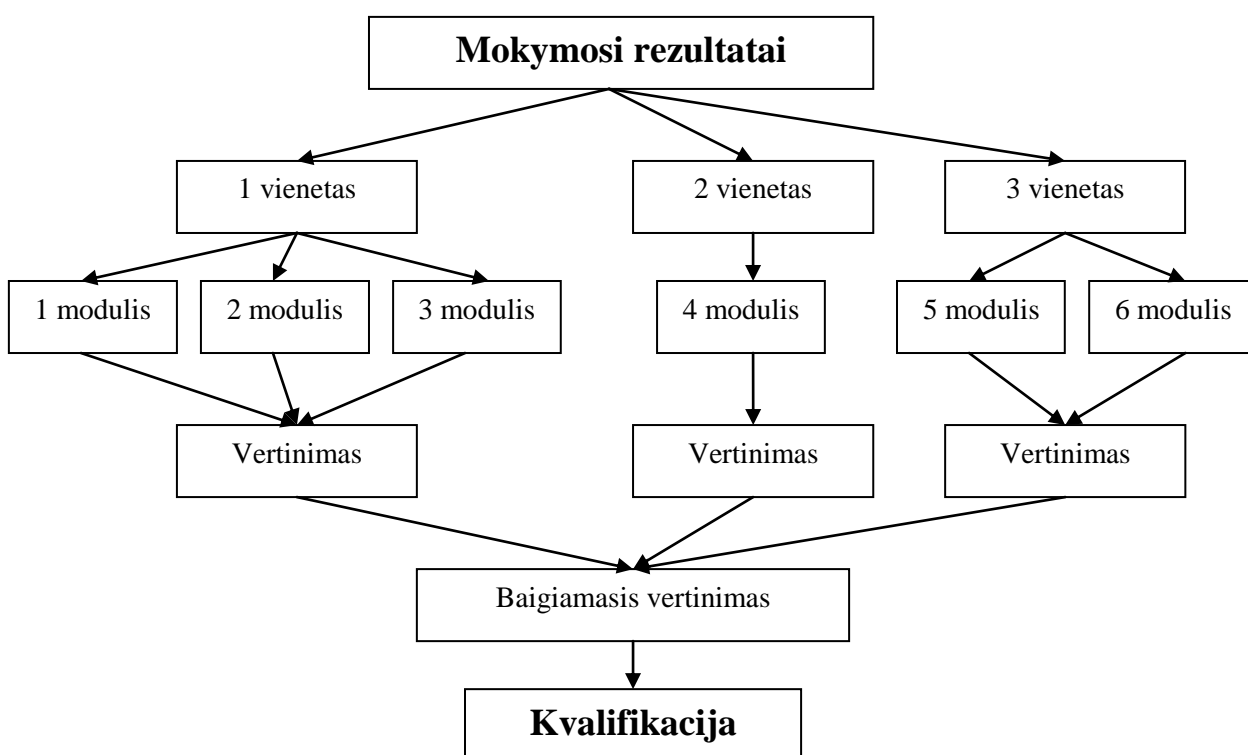 Mokymosi rezultatai
1 vienetas
2 vienetas
3 vienetas
1 modulis
2 modulis
3 modulis
4 modulis
5 modulis
6 modulis
Vertinimas
Vertinimas
Vertinimas
Baigiamasis vertinimas
Kvalifikacija